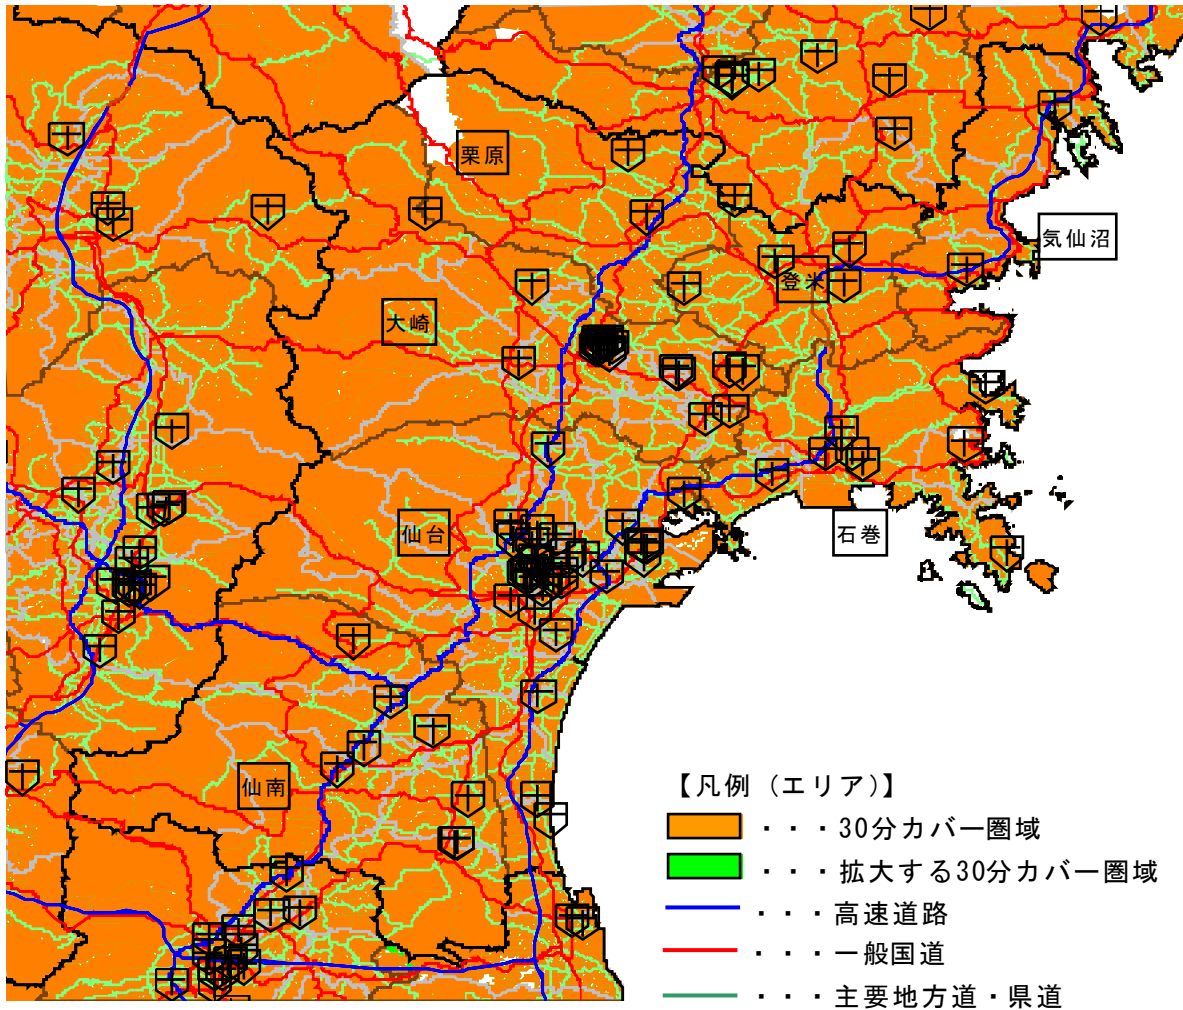 栗原
気仙沼
登米
大崎
仙台
石巻
仙南
【凡例(エリア)】
・・・30分カバー圏域
・・・拡大する30分カバー圏域
・・・高速道路
・・・一般国道
・・・主要地方道・県道